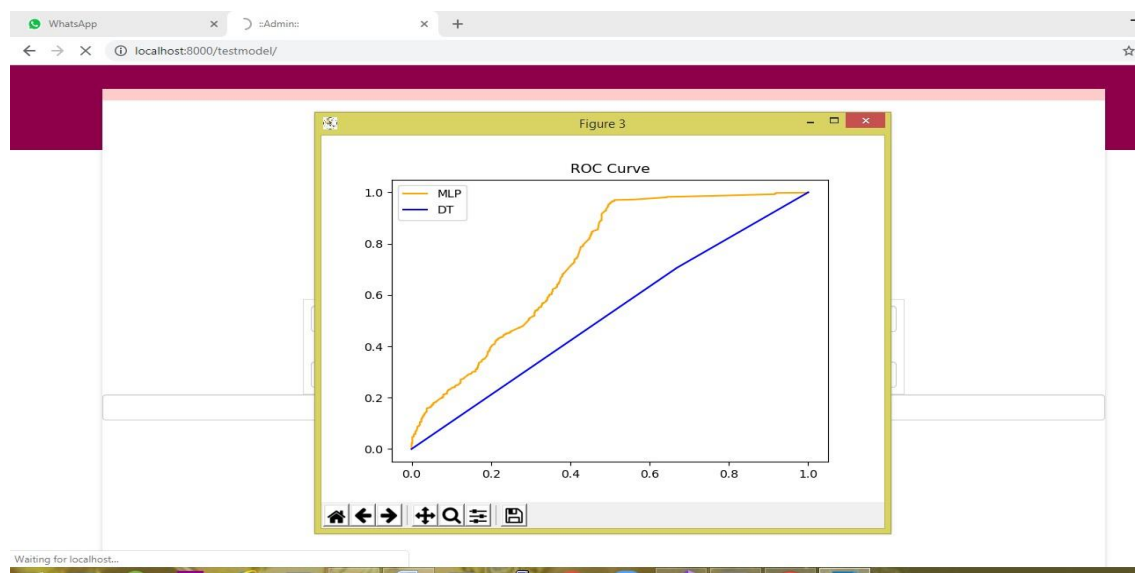 WhatsApp ::Admin::
localhost:8000/testmodel/
Figure 3
ROC Curve
MLP
DT
1.0
0.8
0.6
0.4
0.2
0.0
0.0 0.2 0.4 0.6 0.8 1.0
Waiting for localhost...